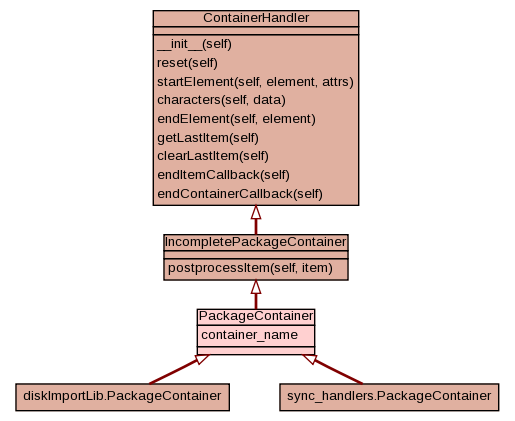 ContainerHandler
__init__(self)
reset(self)
startElement(self, element, attrs)
characters(self, data)
endElement(self, element)
getLastItem(self)
clearLastItem(self)
endItemCallback(self)
endContainerCallback(self)
IncompletePackageContainer
postprocessItem(self, item)
PackageContainer
container_name
diskImportLib.PackageContainer
sync_handlers.PackageContainer